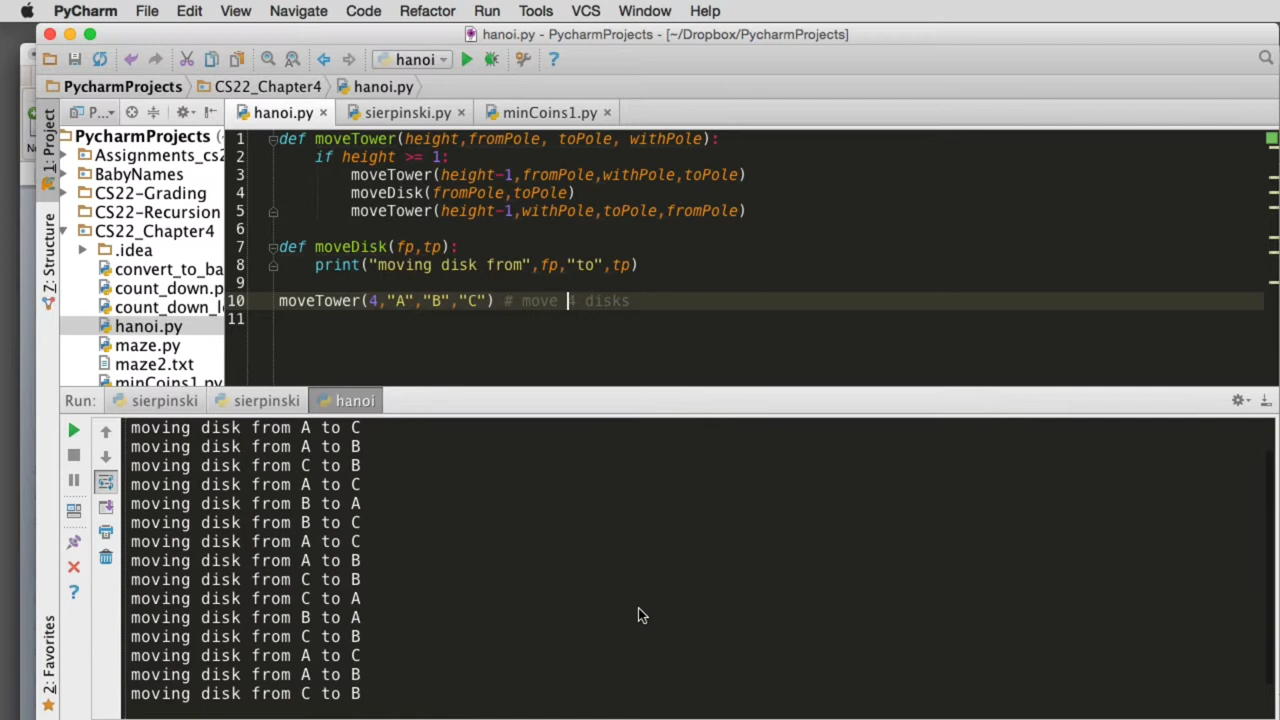 PyCharm File Edit View Navigate Code Refactor Run Tools VCS Window Help
hanoi.py - PycharmProjects - [~/Dropbox/PycharmProjects]
hanoi
PycharmProjects CS22_Chapter4 hanoi.py
1: Project
Z: Structure
2: Favorites
P...
hanoi.py sierpinski.py minCoins1.py
PycharmProjects
Assignments_cs2
BabyNames
CS22-Grading
CS22-Recursion
CS22_Chapter4
.idea
convert_to_ba
count_down.p
count_down_l
hanoi.py
maze.py
maze2.txt
minCoins1.py
1 def moveTower(height,fromPole, toPole, withPole):
2 if height >= 1:
3 moveTower(height-1,fromPole,withPole,toPole)
4 moveDisk(fromPole,toPole)
5 moveTower(height-1,withPole,toPole,fromPole)
6
7 def moveDisk(fp,tp):
8 print("moving disk from",fp,"to",tp)
9
10 moveTower(4,"A","B","C") # move 4 disks
11
Run: sierpinski sierpinski hanoi
moving disk from A to C
moving disk from A to B
moving disk from C to B
moving disk from A to C
moving disk from B to A
moving disk from B to C
moving disk from A to C
moving disk from A to B
moving disk from C to B
moving disk from C to A
moving disk from B to A
moving disk from C to B
moving disk from A to C
moving disk from A to B
moving disk from C to B